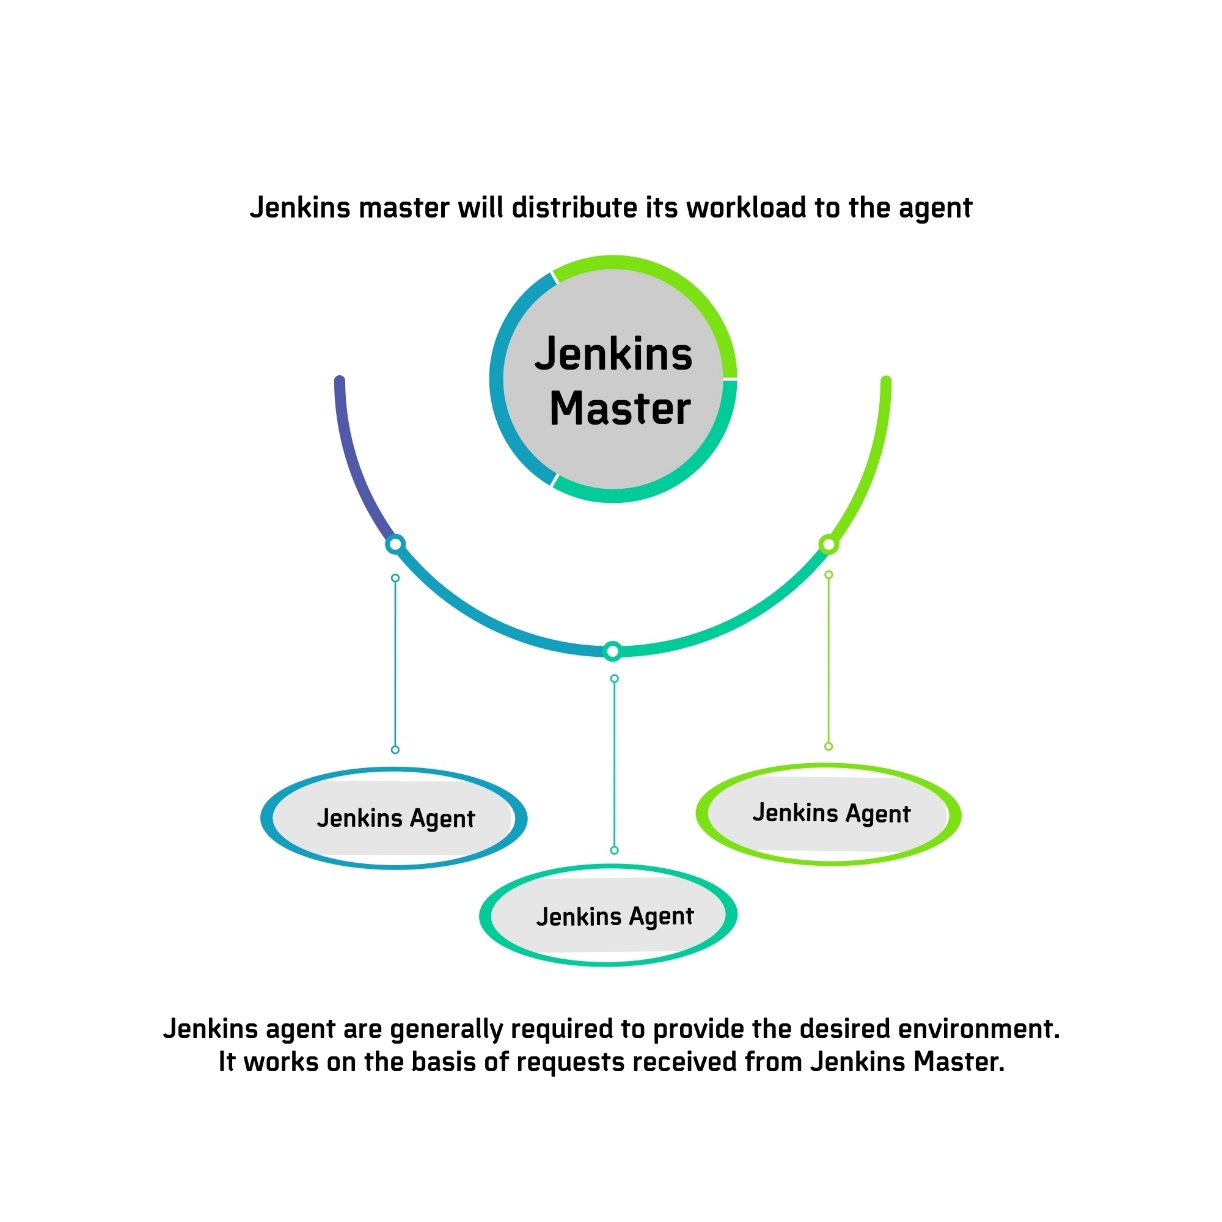 Jenkins master will distribute its workload to the agent
Jenkins
Master
Jenkins Agent
Jenkins Agent
Jenkins Agent
Jenkins agent are generally required to provide the desired environment.
It works on the basis of requests received from Jenkins Master.